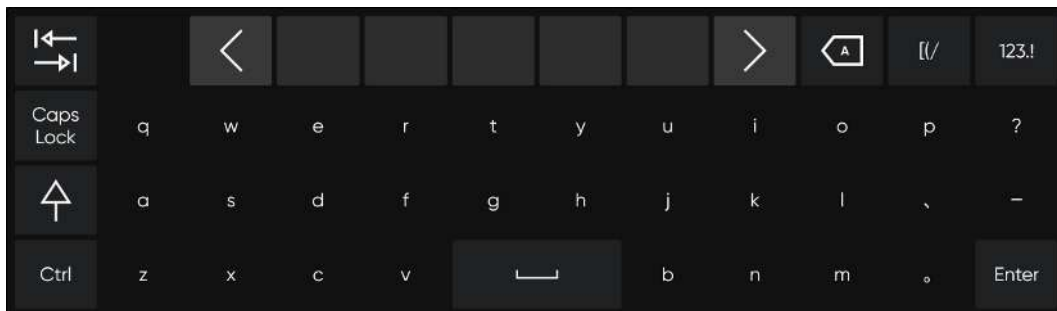 A [(/ 123.!
Caps Lock q w e r t y u i o p ?
a s d f g h j k l 、 –
Ctrl z x c v b n m 。 Enter